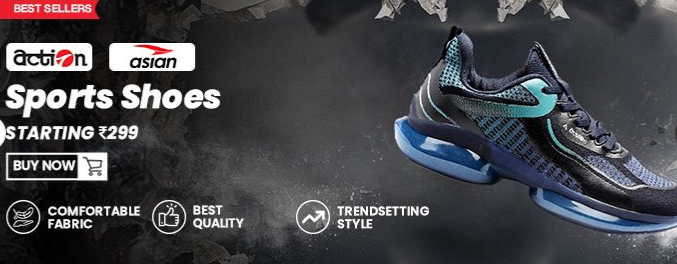 BEST SELLERS
action
asian
Sports Shoes
STARTING ₹299
BUY NOW
COMFORTABLE
FABRIC
BEST
QUALITY
TRENDSETTING
STYLE